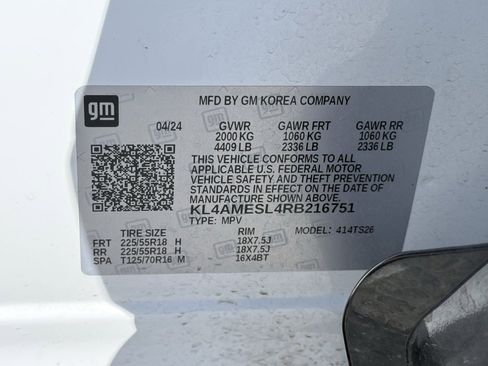 gm
MFD BY GM KOREA COMPANY
04/24 GVWR GAWR FRT GAWR RR
2000 KG 1060 KG 1060 KG
4409 LB 2336 LB 2336 LB
THIS VEHICLE CONFORMS TO ALL
APPLICABLE U.S. FEDERAL MOTOR
VEHICLE SAFETY AND THEFT
PREVENTION STANDARDS IN
EFFECT ON THE DATE OF
MANUFACTURE SHOWN ABOVE.
KL4AMESL4RB216751
TYPE: MPV MODEL: 414TS26
TIRE SIZE RIM
FRT 225/55R18 H 18X7.5J
RR 225/55R18 H 18X7.5J
SPA T125/70R16 M 16X4BT